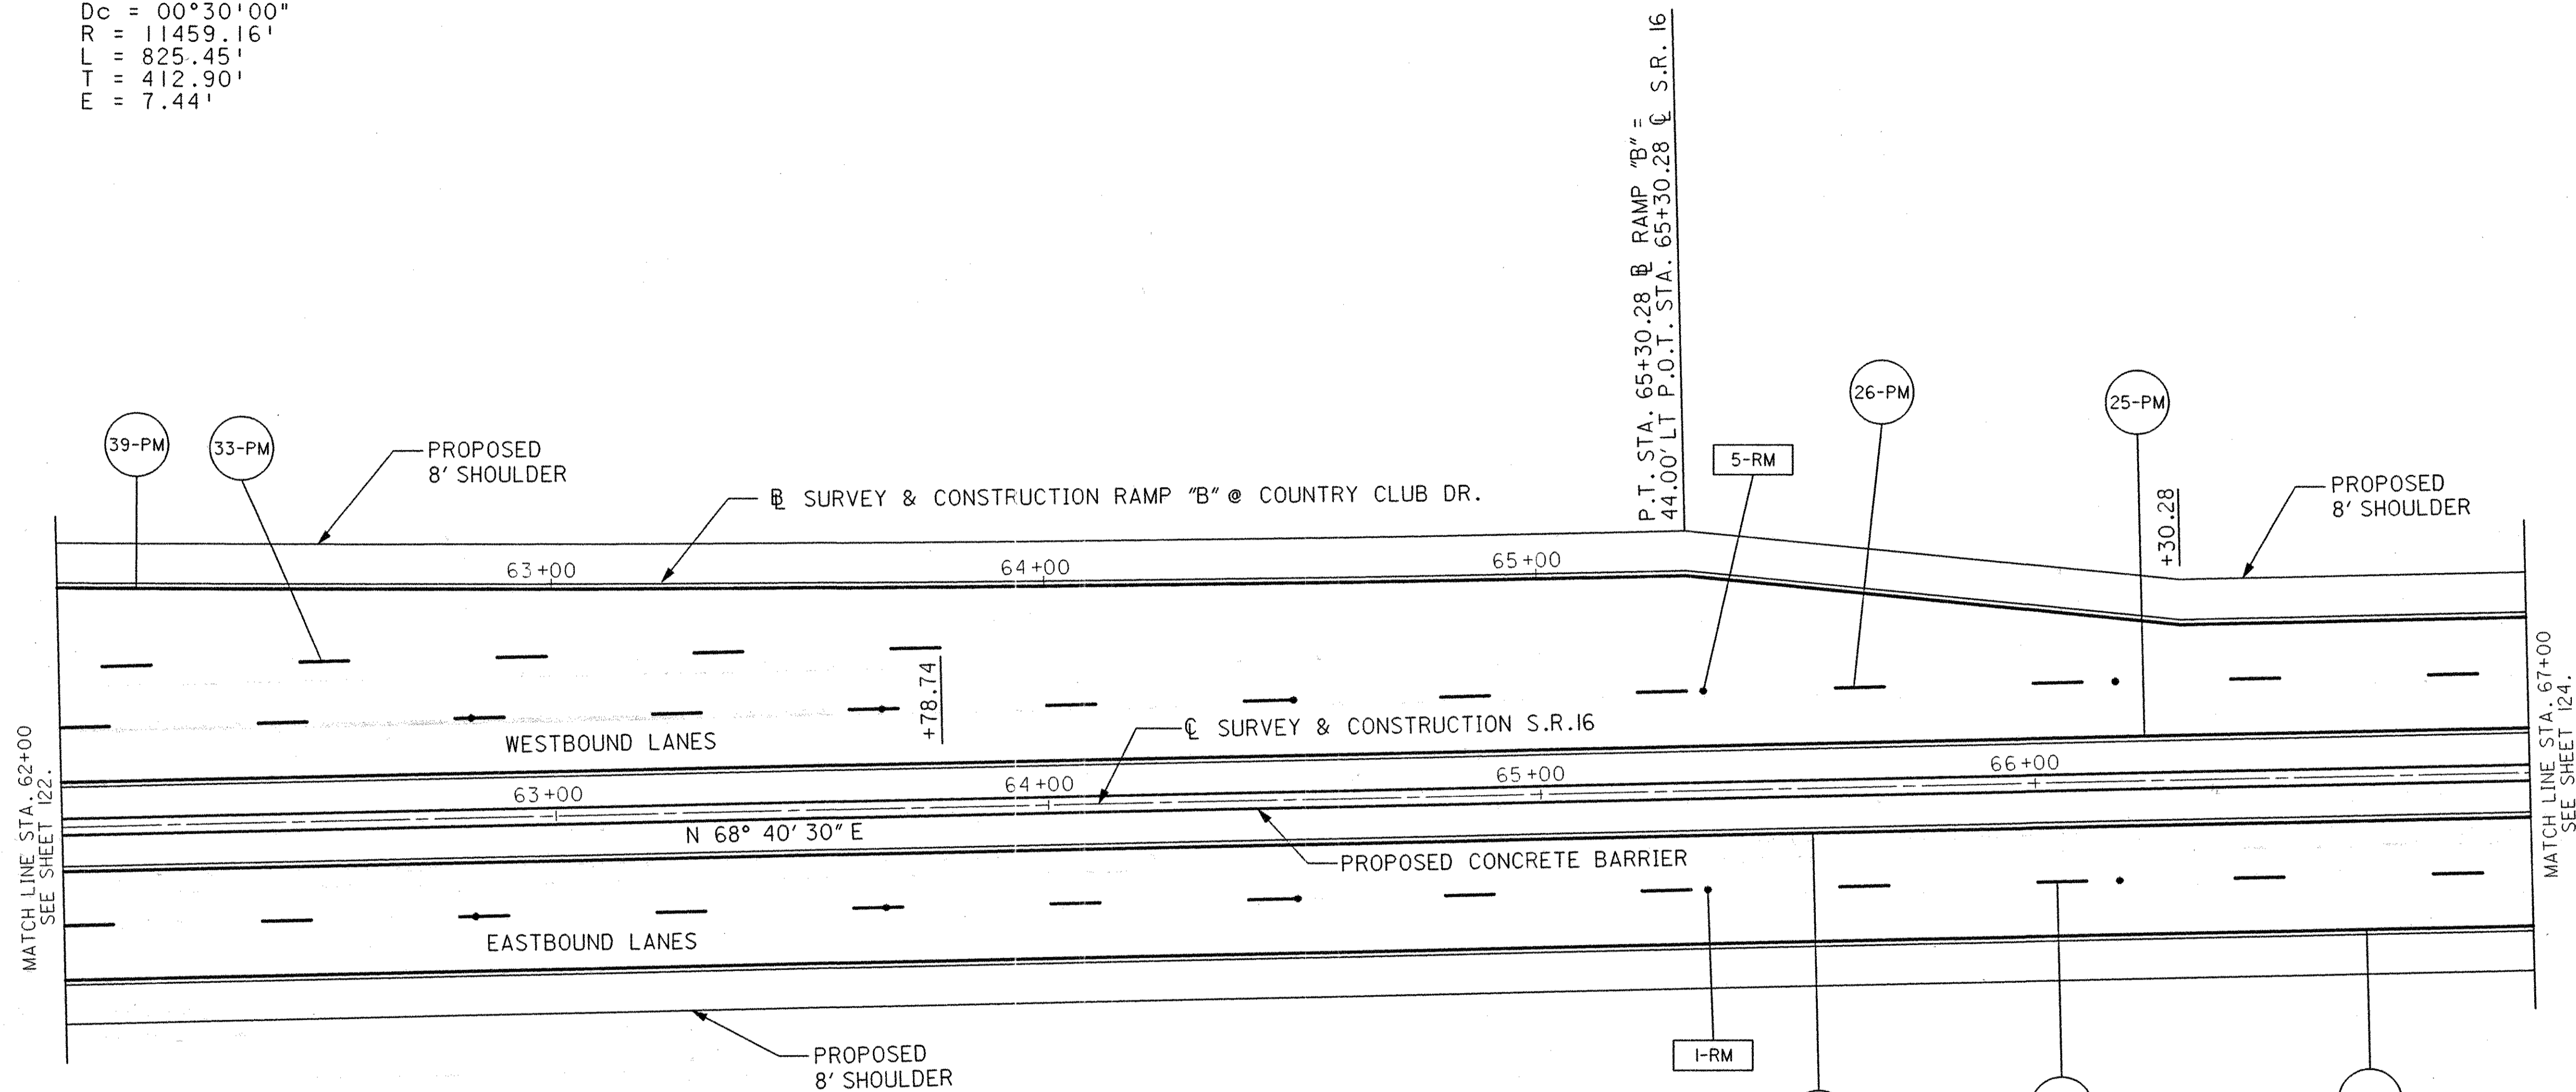 Dc = 00°30'00"
R = 11459.16'
L = 825.45'
T = 412.90'
E = 7.44'
P.T. STA. 65+30.28 ⅊ RAMP "B" =
44.00' LT P.O.T. STA. 65+30.28 ℄ S.R. 16
39-PM
33-PM
PROPOSED
8' SHOULDER
BL SURVEY & CONSTRUCTION RAMP "B" @ COUNTRY CLUB DR.
5-RM
26-PM
25-PM
+30.28
PROPOSED
8' SHOULDER
63+00
64+00
65+00
+78.74
WESTBOUND LANES
℄ SURVEY & CONSTRUCTION S.R.16
63+00
64+00
65+00
66+00
N 68° 40' 30" E
PROPOSED CONCRETE BARRIER
EASTBOUND LANES
MATCH LINE STA. 62+00
SEE SHEET 122.
MATCH LINE STA. 67+00
SEE SHEET 124.
1-RM
PROPOSED
8' SHOULDER